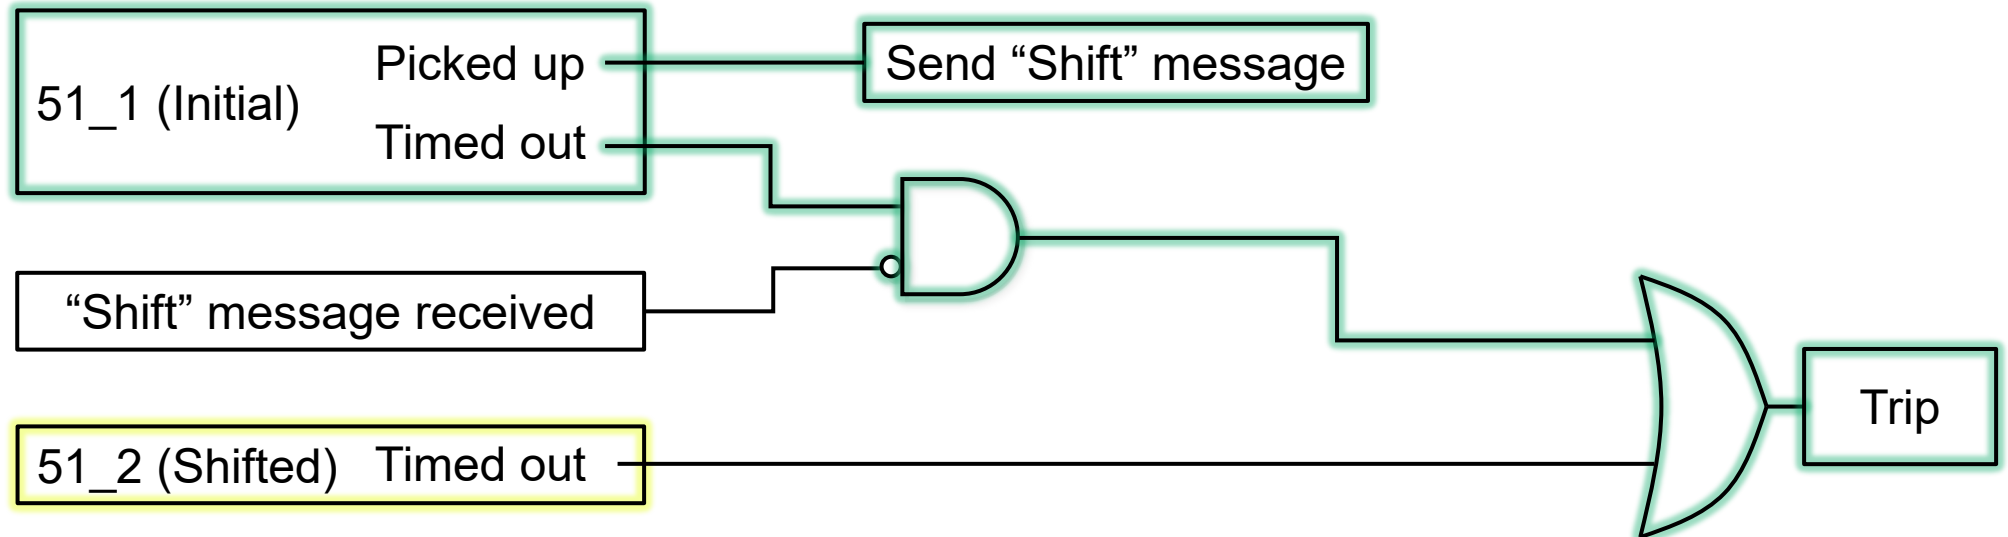 Picked up
Send “Shift” message
51_1 (Initial)
Timed out
“Shift” message received
51_2 (Shifted) Timed out
Trip